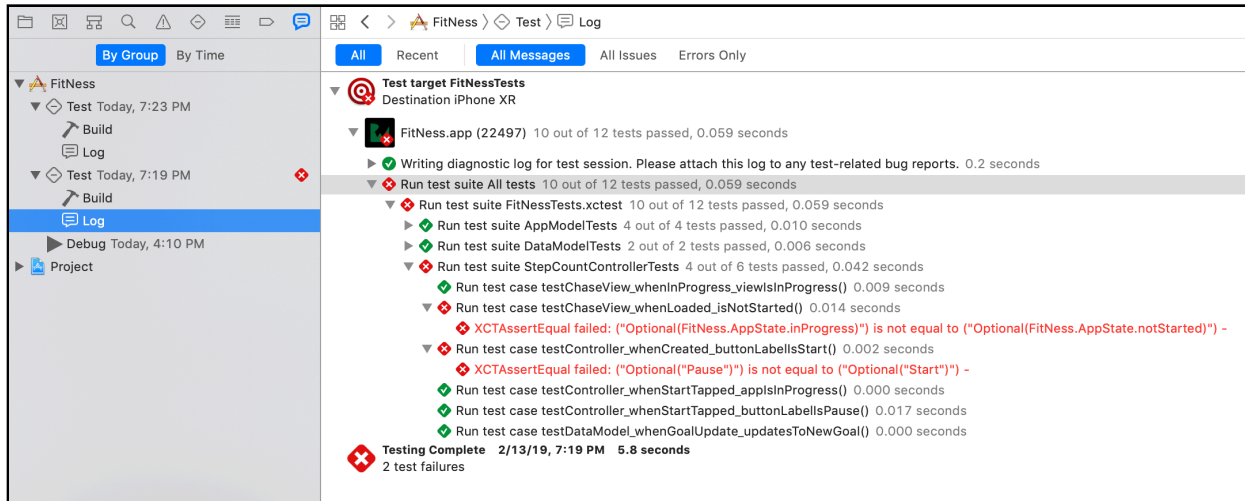 FitNess 〉 Test 〉 Log
By Group By Time
All Recent All Messages All Issues Errors Only
FitNess
Test Today, 7:23 PM
Build
Log
Test Today, 7:19 PM
Build
Log
Debug Today, 4:10 PM
Project
Test target FitNessTests
Destination iPhone XR
FitNess.app (22497) 10 out of 12 tests passed, 0.059 seconds
Writing diagnostic log for test session. Please attach this log to any test-related bug reports. 0.2 seconds
Run test suite All tests 10 out of 12 tests passed, 0.059 seconds
Run test suite FitNessTests.xctest 10 out of 12 tests passed, 0.059 seconds
Run test suite AppModelTests 4 out of 4 tests passed, 0.010 seconds
Run test suite DataModelTests 2 out of 2 tests passed, 0.006 seconds
Run test suite StepCountControllerTests 4 out of 6 tests passed, 0.042 seconds
Run test case testChaseView_whenInProgress_viewIsInProgress() 0.009 seconds
Run test case testChaseView_whenLoaded_isNotStarted() 0.014 seconds
XCTAssertEqual failed: ("Optional(FitNess.AppState.inProgress)") is not equal to ("Optional(FitNess.AppState.notStarted)") -
Run test case testController_whenCreated_buttonLabelIsStart() 0.002 seconds
XCTAssertEqual failed: ("Optional("Pause")") is not equal to ("Optional("Start")") -
Run test case testController_whenStartTapped_appIsInProgress() 0.000 seconds
Run test case testController_whenStartTapped_buttonLabelIsPause() 0.017 seconds
Run test case testDataModel_whenGoalUpdate_updatesToNewGoal() 0.000 seconds
Testing Complete 2/13/19, 7:19 PM 5.8 seconds
2 test failures